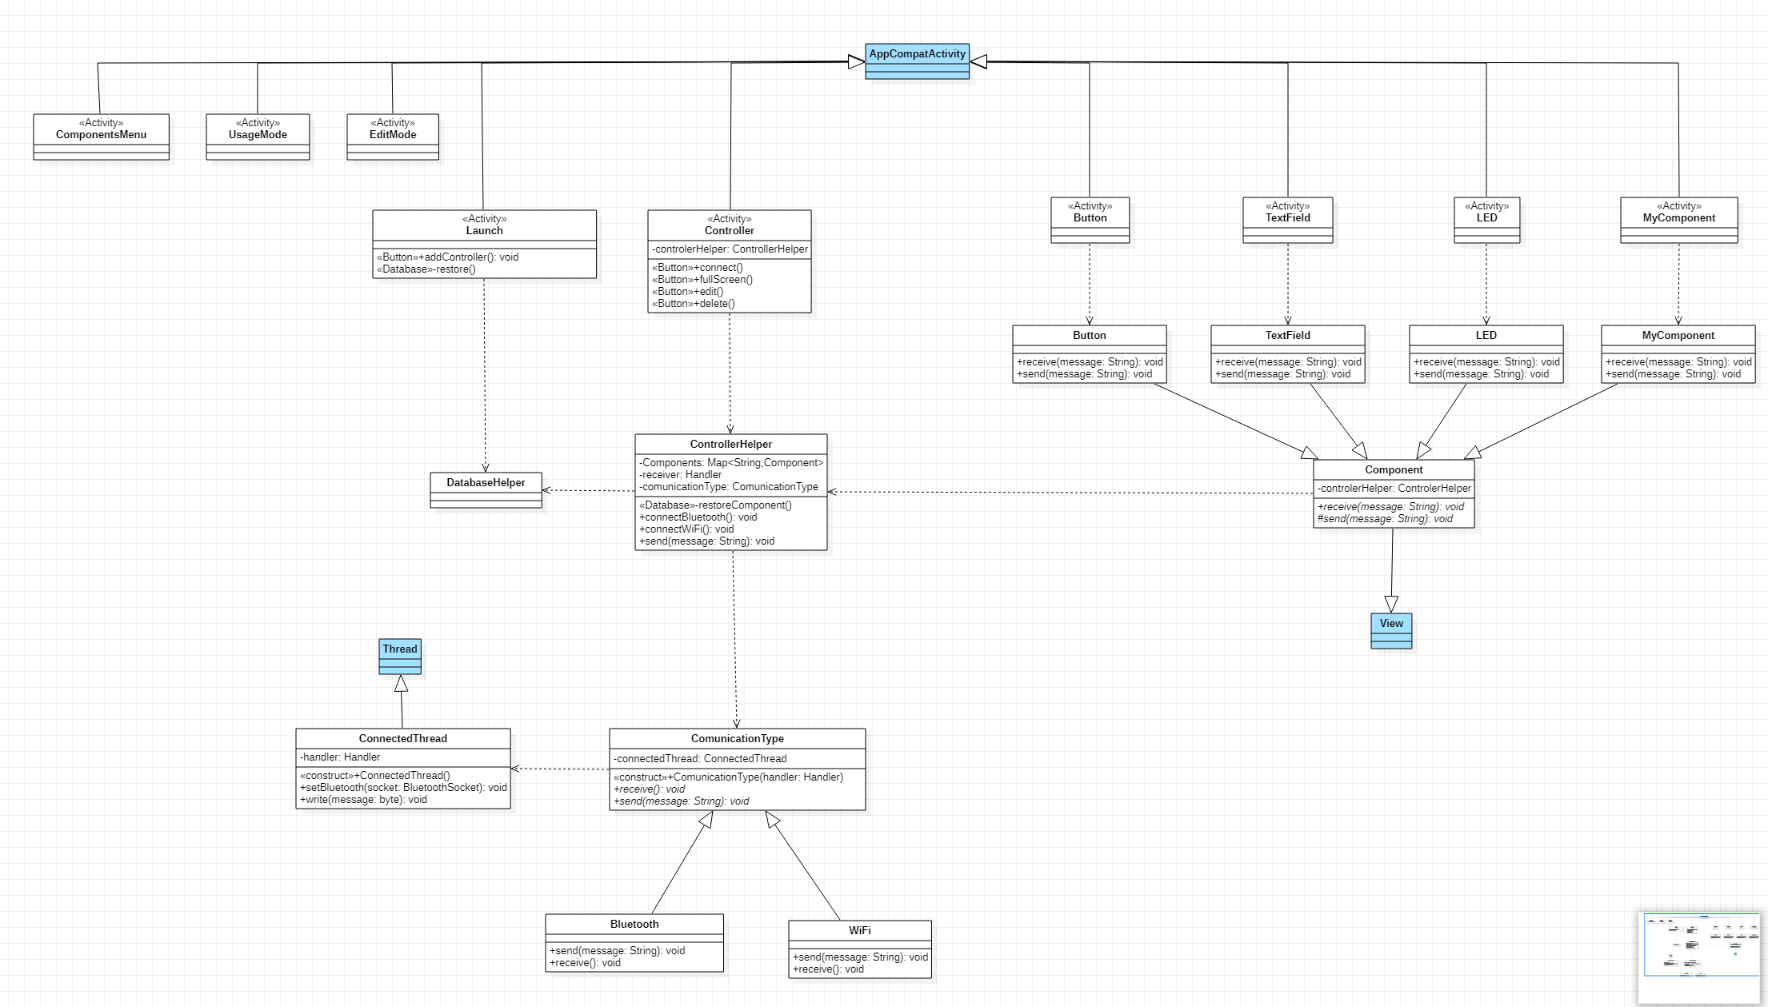 AppCompatActivity
«Activity»
ComponentsMenu
«Activity»
UsageMode
«Activity»
EditMode
«Activity»
Launch
«Button»+addController(): void
«Database»-restore()
«Activity»
Controller
-controlerHelper: ControllerHelper
«Button»+connect()
«Button»+fullScreen()
«Button»+edit()
«Button»+delete()
«Activity»
Button
«Activity»
TextField
«Activity»
LED
«Activity»
MyComponent
Button
+receive(message: String): void
+send(message: String): void
TextField
+receive(message: String): void
+send(message: String): void
LED
+receive(message: String): void
+send(message: String): void
MyComponent
+receive(message: String): void
+send(message: String): void
DatabaseHelper
ControllerHelper
-Components: Map<String,Component>
-receiver: Handler
-comunicationType: ComunicationType
«Database»-restoreComponent()
+connectBluetooth(): void
+connectWiFi(): void
+send(message: String): void
Component
-controlerHelper: ControlerHelper
+receive(message: String): void
#send(message: String): void
View
Thread
ConnectedThread
-handler: Handler
«construct»+ConnectedThread()
+setBluetooth(socket: BluetoothSocket): void
+write(message: byte): void
ComunicationType
-connectedThread: ConnectedThread
«construct»+ComunicationType(handler: Handler)
+receive(): void
+send(message: String): void
Bluetooth
+send(message: String): void
+receive(): void
WiFi
+send(message: String): void
+receive(): void